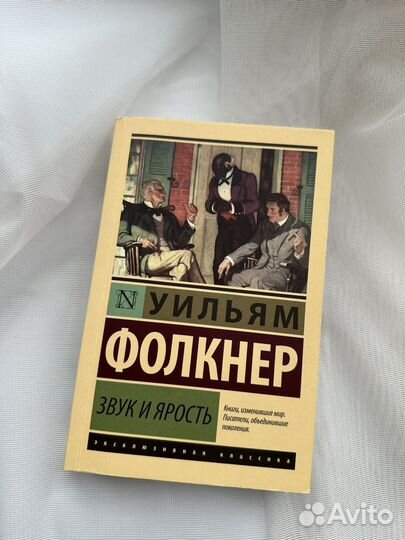 N
УИЛЬЯМ
ФОЛКНЕР
ЗВУК И ЯРОСТЬ
Книги, изменившие мир.
Писатели, объединившие
поколения.
эксклюзивная классика
Avito